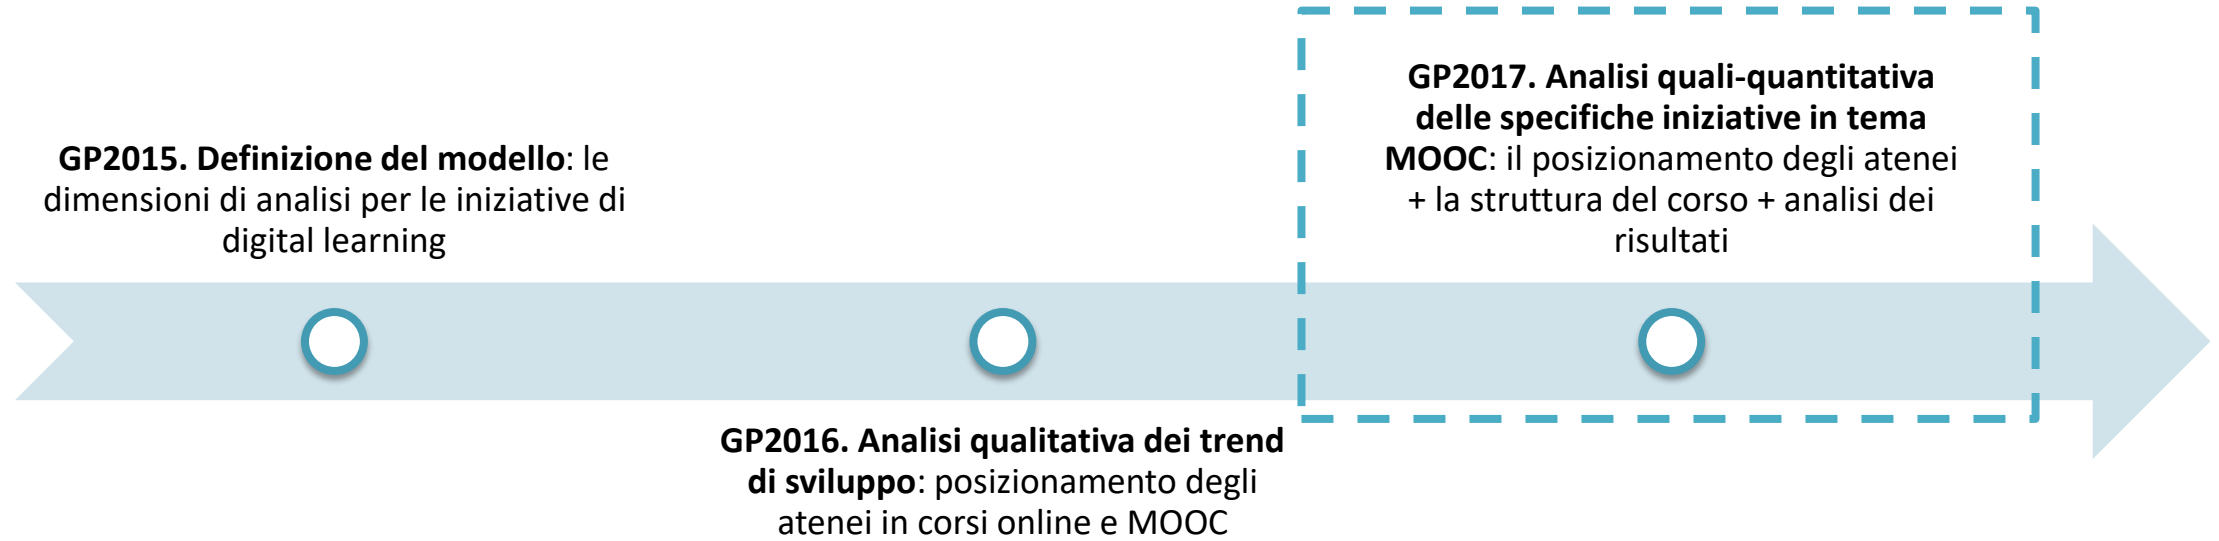 GP2015. Definizione del modello: le
dimensioni di analisi per le iniziative di
digital learning
GP2016. Analisi qualitativa dei trend
di sviluppo: posizionamento degli
atenei in corsi online e MOOC
GP2017. Analisi quali-quantitativa
delle specifiche iniziative in tema
MOOC: il posizionamento degli atenei
+ la struttura del corso + analisi dei
risultati